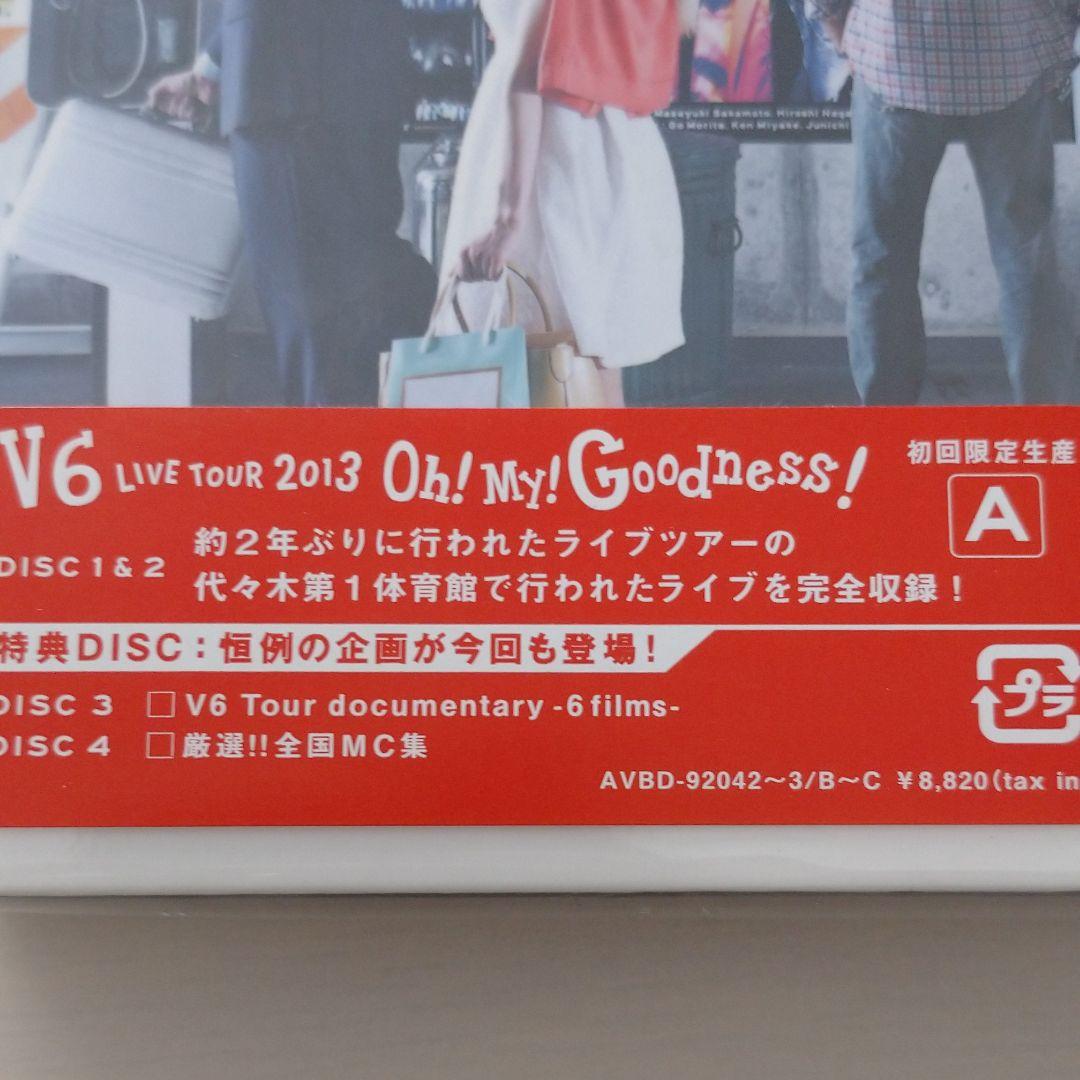 Masayuki Sakamoto, Hiroshi Naga
Go Morita, Ken Miyake, Junichi
V6 LIVE TOUR 2013 Oh! My! Goodness!
初回限定生産
A
DISC 1 & 2
約2年ぶりに行われたライブツアーの
代々木第1体育館で行われたライブを完全収録!
特典DISC:恒例の企画が今回も登場!
DISC 3 □ V6 Tour documentary -6 films-
DISC 4 □ 厳選!!全国MC集
プラ
AVBD-92042〜3/B〜C ¥8,820(tax in